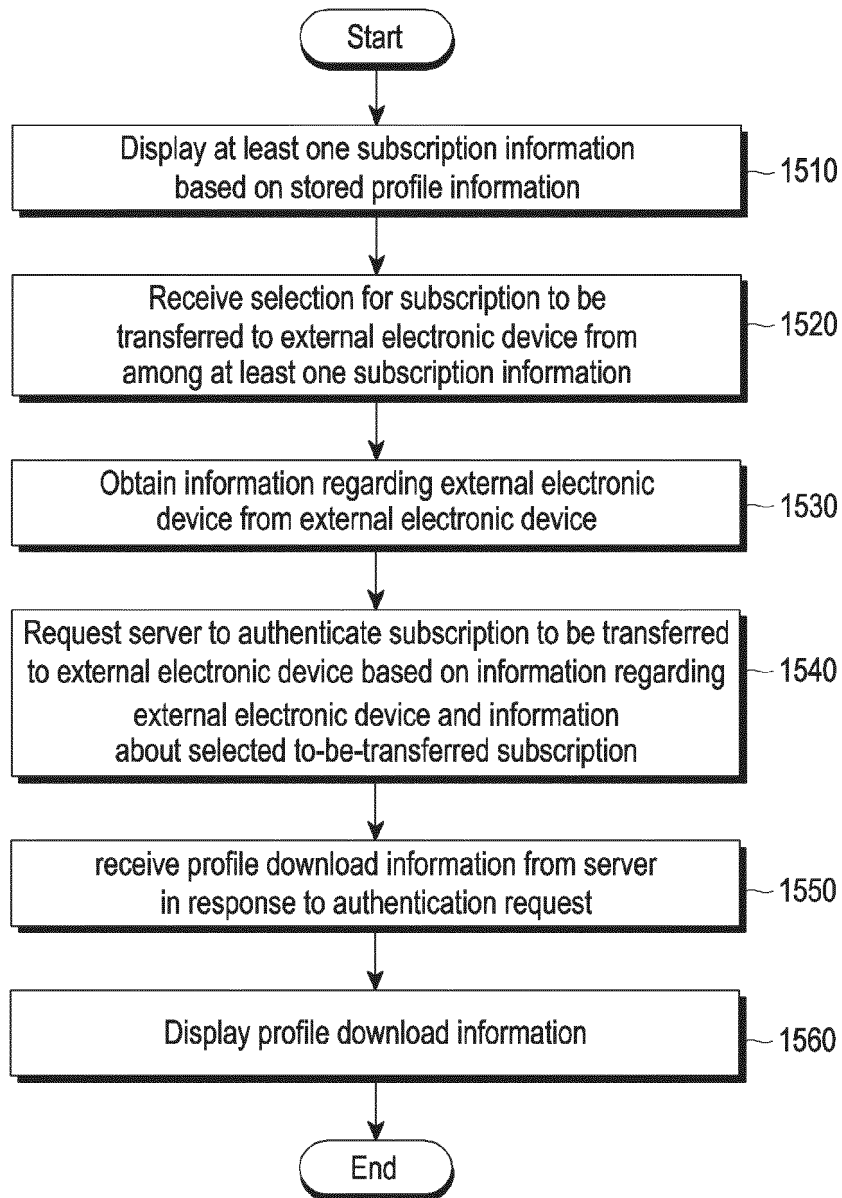 Start
Display at least one subscription information
based on stored profile information
1510
Receive selection for subscription to be
transferred to external electronic device from
among at least one subscription information
1520
Obtain information regarding external electronic
device from external electronic device
1530
Request server to authenticate subscription to be transferred
to external electronic device based on information regarding
external electronic device and information
about selected to-be-transferred subscription
1540
receive profile download information from server
in response to authentication request
1550
Display profile download information
1560
End